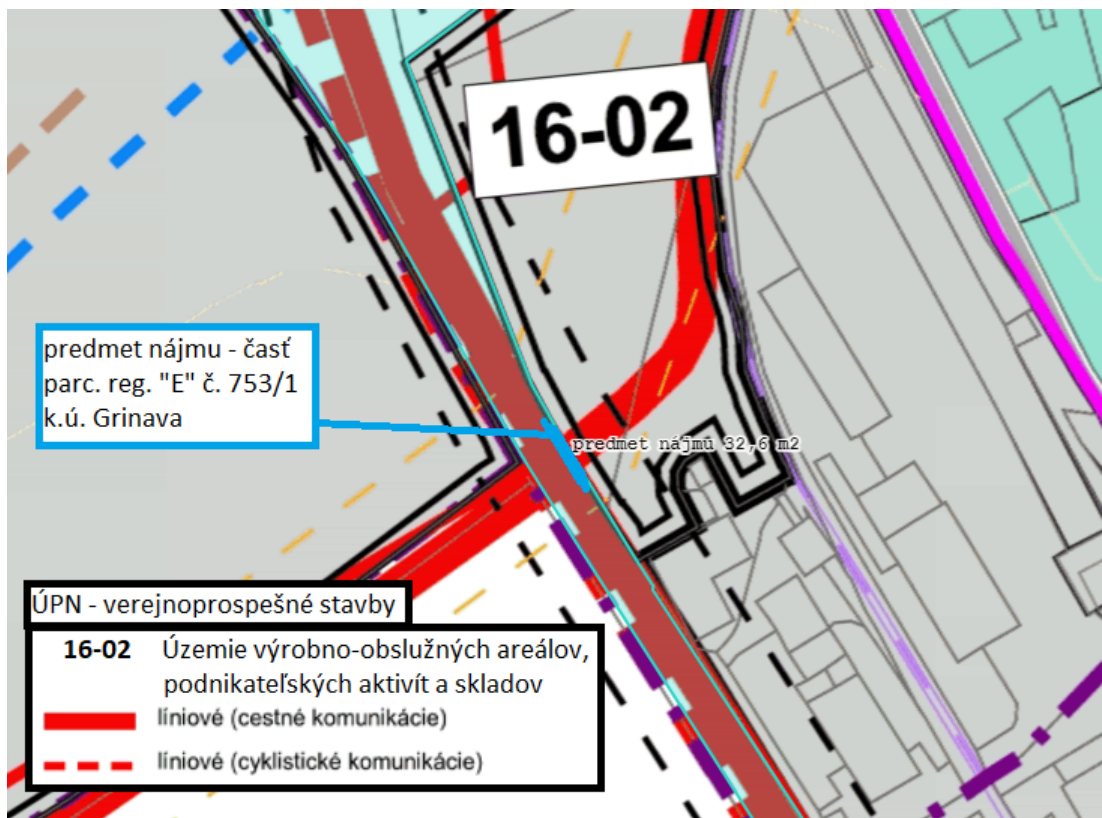 16-02
predmet nájmu - časť
parc. reg. "E" č. 753/1
k.ú. Grinava
predmet nájmu 32,6 m2
ÚPN - verejnoprospešné stavby
16-02 Územie výrobno-obslužných areálov,
podnikateľských aktivít a skladov
líniové (cestné komunikácie)
líniové (cyklistické komunikácie)